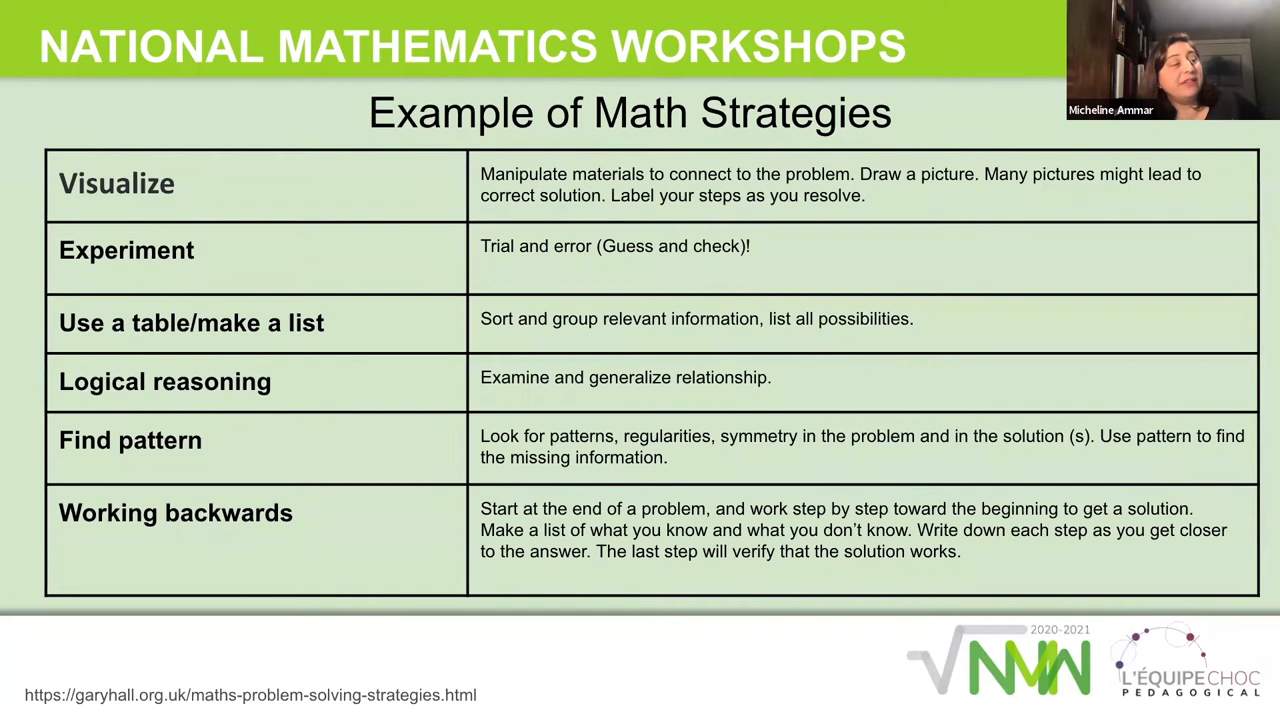 NATIONAL MATHEMATICS WORKSHOPS
Micheline Ammar
Example of Math Strategies
Visualize
Manipulate materials to connect to the problem. Draw a picture. Many pictures might lead to
correct solution. Label your steps as you resolve.
Experiment
Trial and error (Guess and check)!
Use a table/make a list
Sort and group relevant information, list all possibilities.
Logical reasoning
Examine and generalize relationship.
Find pattern
Look for patterns, regularities, symmetry in the problem and in the solution (s). Use pattern to find
the missing information.
Working backwards
Start at the end of a problem, and work step by step toward the beginning to get a solution.
Make a list of what you know and what you don’t know. Write down each step as you get closer
to the answer. The last step will verify that the solution works.
2020-2021
NMW
L'ÉQUIPECHOC
PEDAGOGICAL
https://garyhall.org.uk/maths-problem-solving-strategies.html